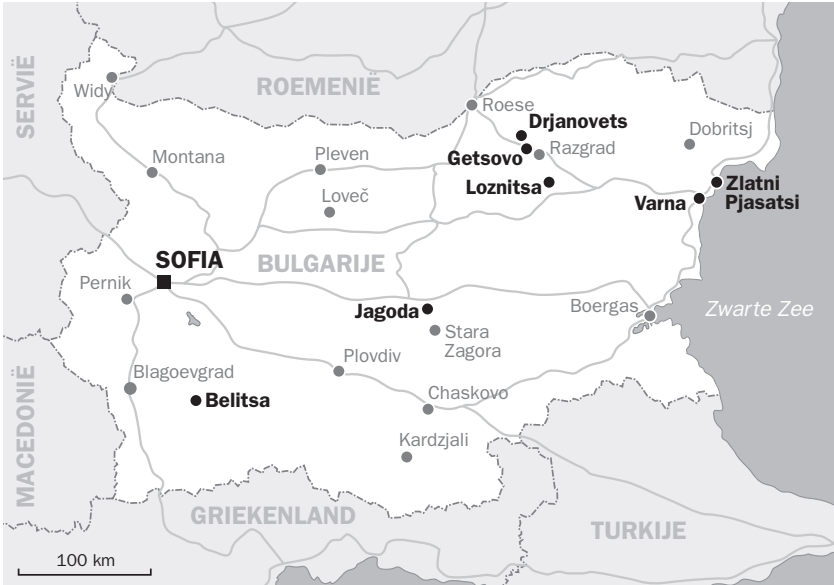 SERVIË
ROEMENIË
Widy
Roese
Drjanovets
Dobritsj
Montana
Pleven
Getsovo
Razgrad
Loveč
Loznitsa
Zlatni
Pjasatsi
Varna
SOFIA
BULGARIJE
Pernik
Jagoda
Boergas
Zwarte Zee
Stara
Zagora
Blagoevgrad
Plovdiv
Belitsa
Chaskovo
MACEDONIË
Kardzjali
GRIEKENLAND
TURKIJE
100 km